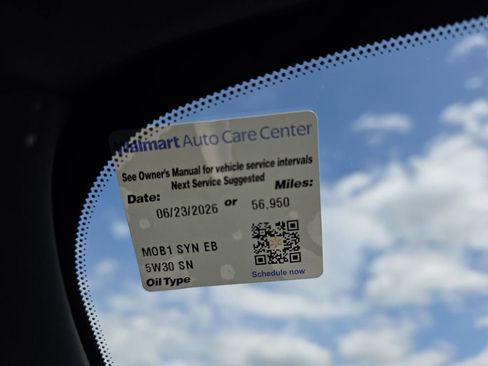 Walmart Auto Care Center
See Owner's Manual for vehicle service intervals
Next Service Suggested
Date: or Miles:
06/23/2026 56,950
MOB1 SYN EB
5W30 SN
Oil Type
Schedule now